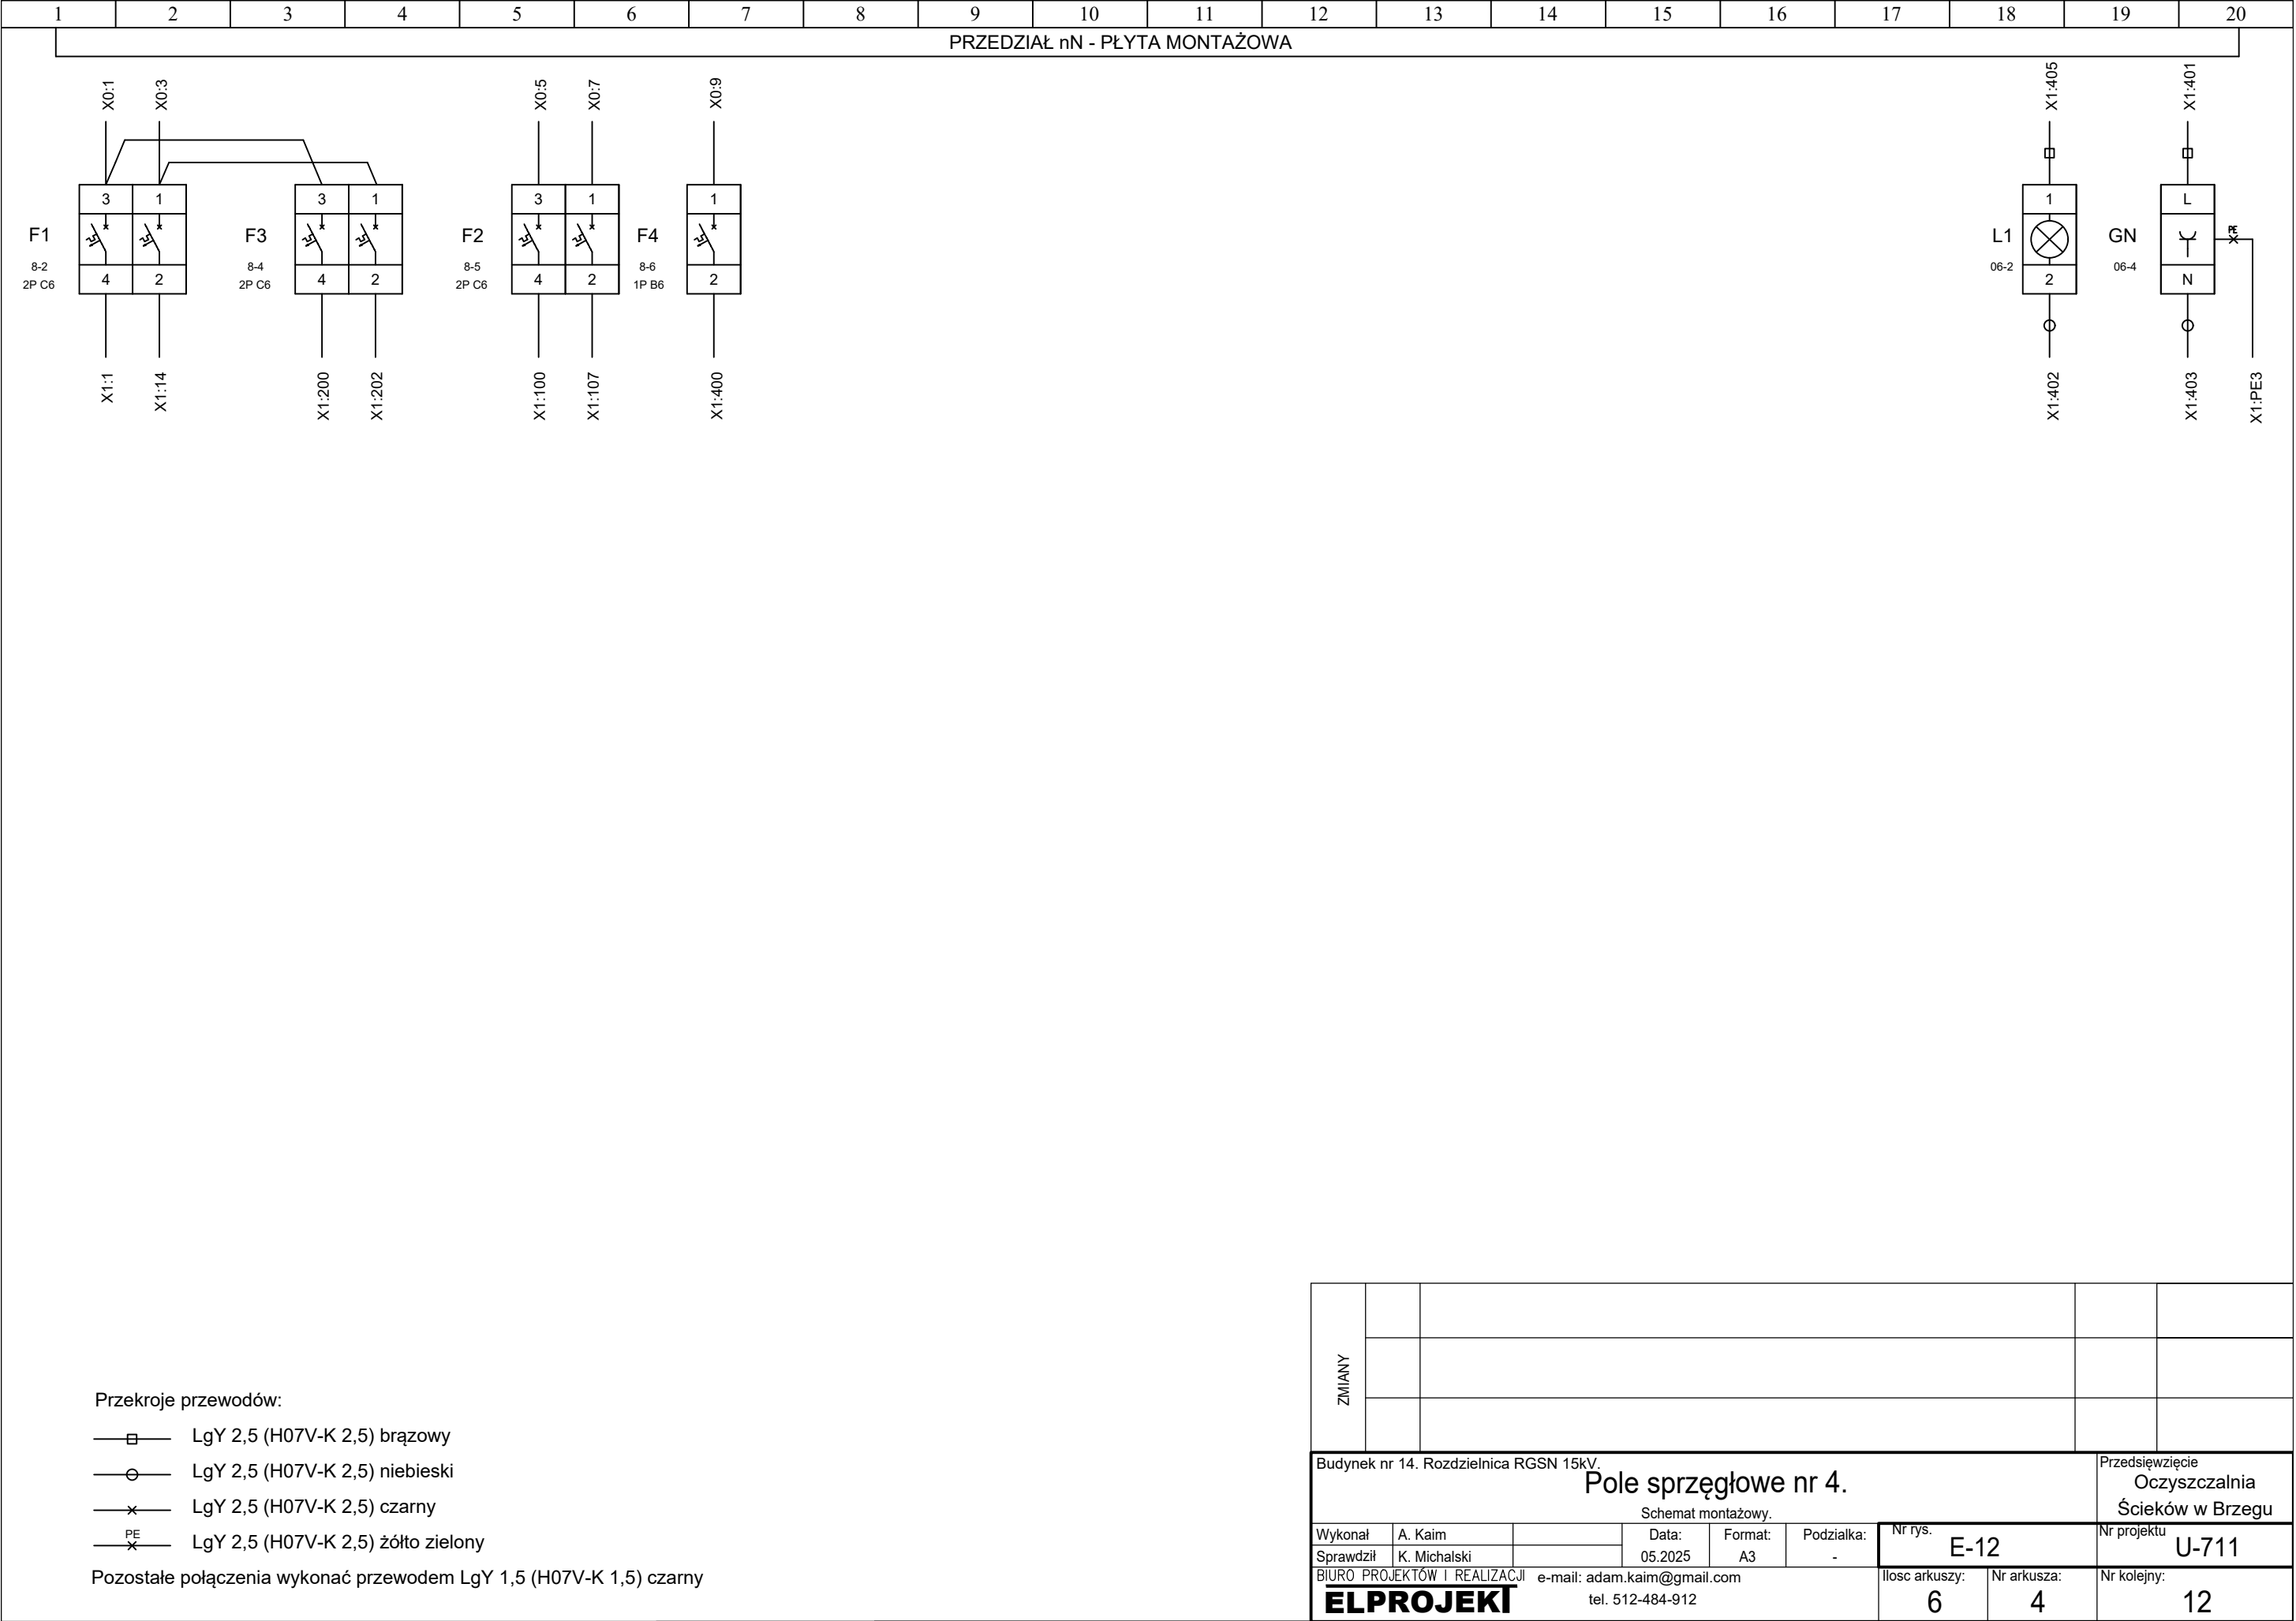 1 2 3 4 5 6 7 8 9 10 11 12 13 14 15 16 17 18 19 20
PRZEDZIAŁ nN - PŁYTA MONTAŻOWA
X0:1 X0:3 X0:5 X0:7 X0:9 X1:405 X1:401
3 1 3 1 3 1 1 1 L
F1 F3 F2 F4 L1 GN PE
8-2 8-4 8-5 8-6 06-2 06-4
2P C6 2P C6 2P C6 1P B6
4 2 4 2 4 2 2 2 N
X1:1 X1:14 X1:200 X1:202 X1:100 X1:107 X1:400 X1:402 X1:403 X1:PE3
Przekroje przewodów:
LgY 2,5 (H07V-K 2,5) brązowy
LgY 2,5 (H07V-K 2,5) niebieski
LgY 2,5 (H07V-K 2,5) czarny
PE LgY 2,5 (H07V-K 2,5) żółto zielony
Pozostałe połączenia wykonać przewodem LgY 1,5 (H07V-K 1,5) czarny
ZMIANY
Budynek nr 14. Rozdzielnica RGSN 15kV.
Pole sprzęgłowe nr 4.
Schemat montażowy.
Przedsięwzięcie
Oczyszczalnia
Ścieków w Brzegu
Wykonał A. Kaim Data: Format: Podzialka:
Sprawdził K. Michalski 05.2025 A3 -
Nr rys. E-12
Nr projektu U-711
BIURO PROJEKTÓW I REALIZACJI
ELPROJEKT
e-mail: adam.kaim@gmail.com
tel. 512-484-912
Ilosc arkuszy: Nr arkusza: Nr kolejny:
6 4 12